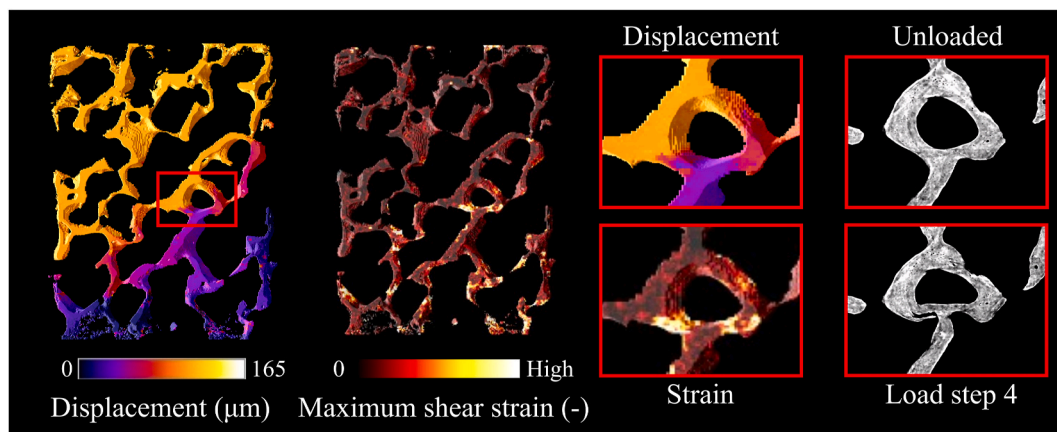 Displacement
Unloaded
0 165
Displacement (μm)
0 High
Maximum shear strain (-)
Strain
Load step 4